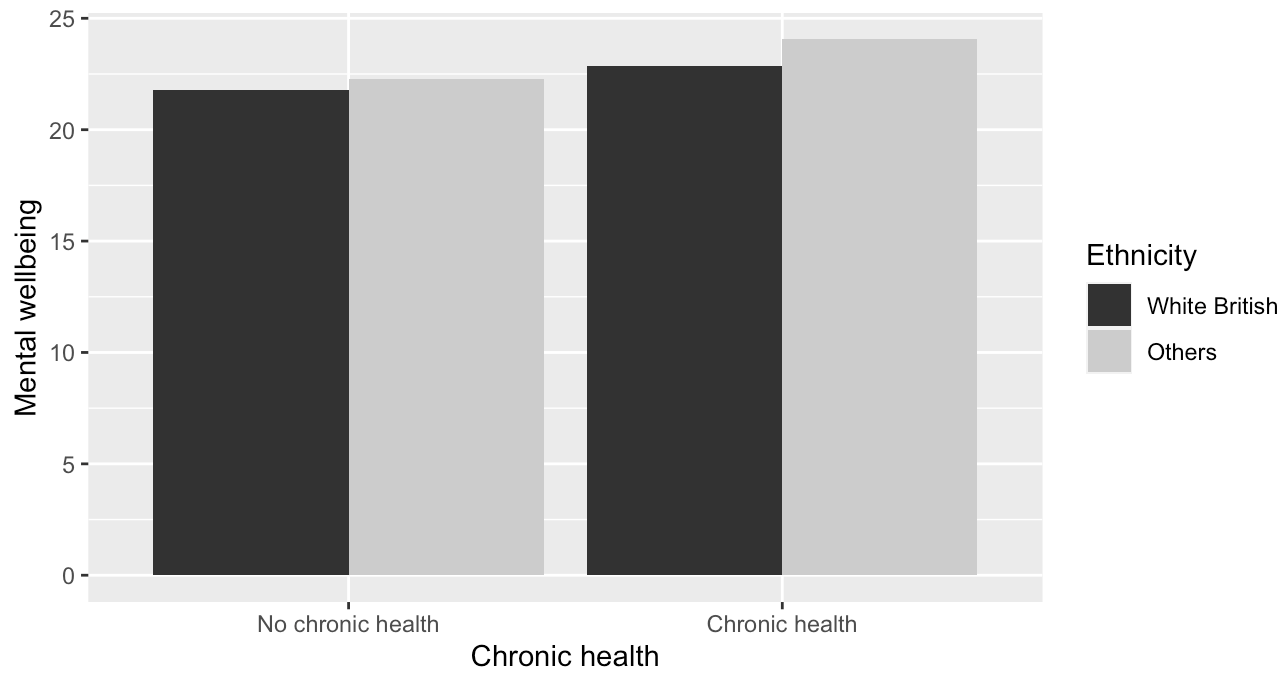 25
20
15
10
5
0
Mental wellbeing
No chronic health
Chronic health
Chronic health
Ethnicity
White British
Others